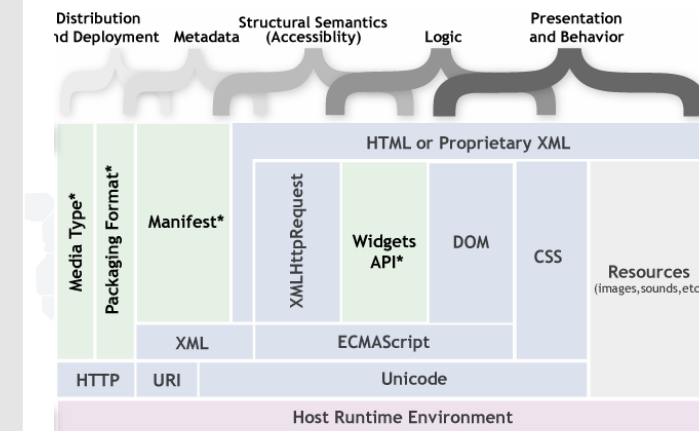 Distribution
nd Deployment
Metadata
Structural Semantics
(Accessiblity)
Logic
Presentation
and Behavior
HTML or Proprietary XML
Media Type*
Packaging Format*
Manifest*
XMLHttpRequest
Widgets
API*
DOM
CSS
Resources
(images,sounds,etc
XML
ECMAScript
HTTP
URI
Unicode
Host Runtime Environment